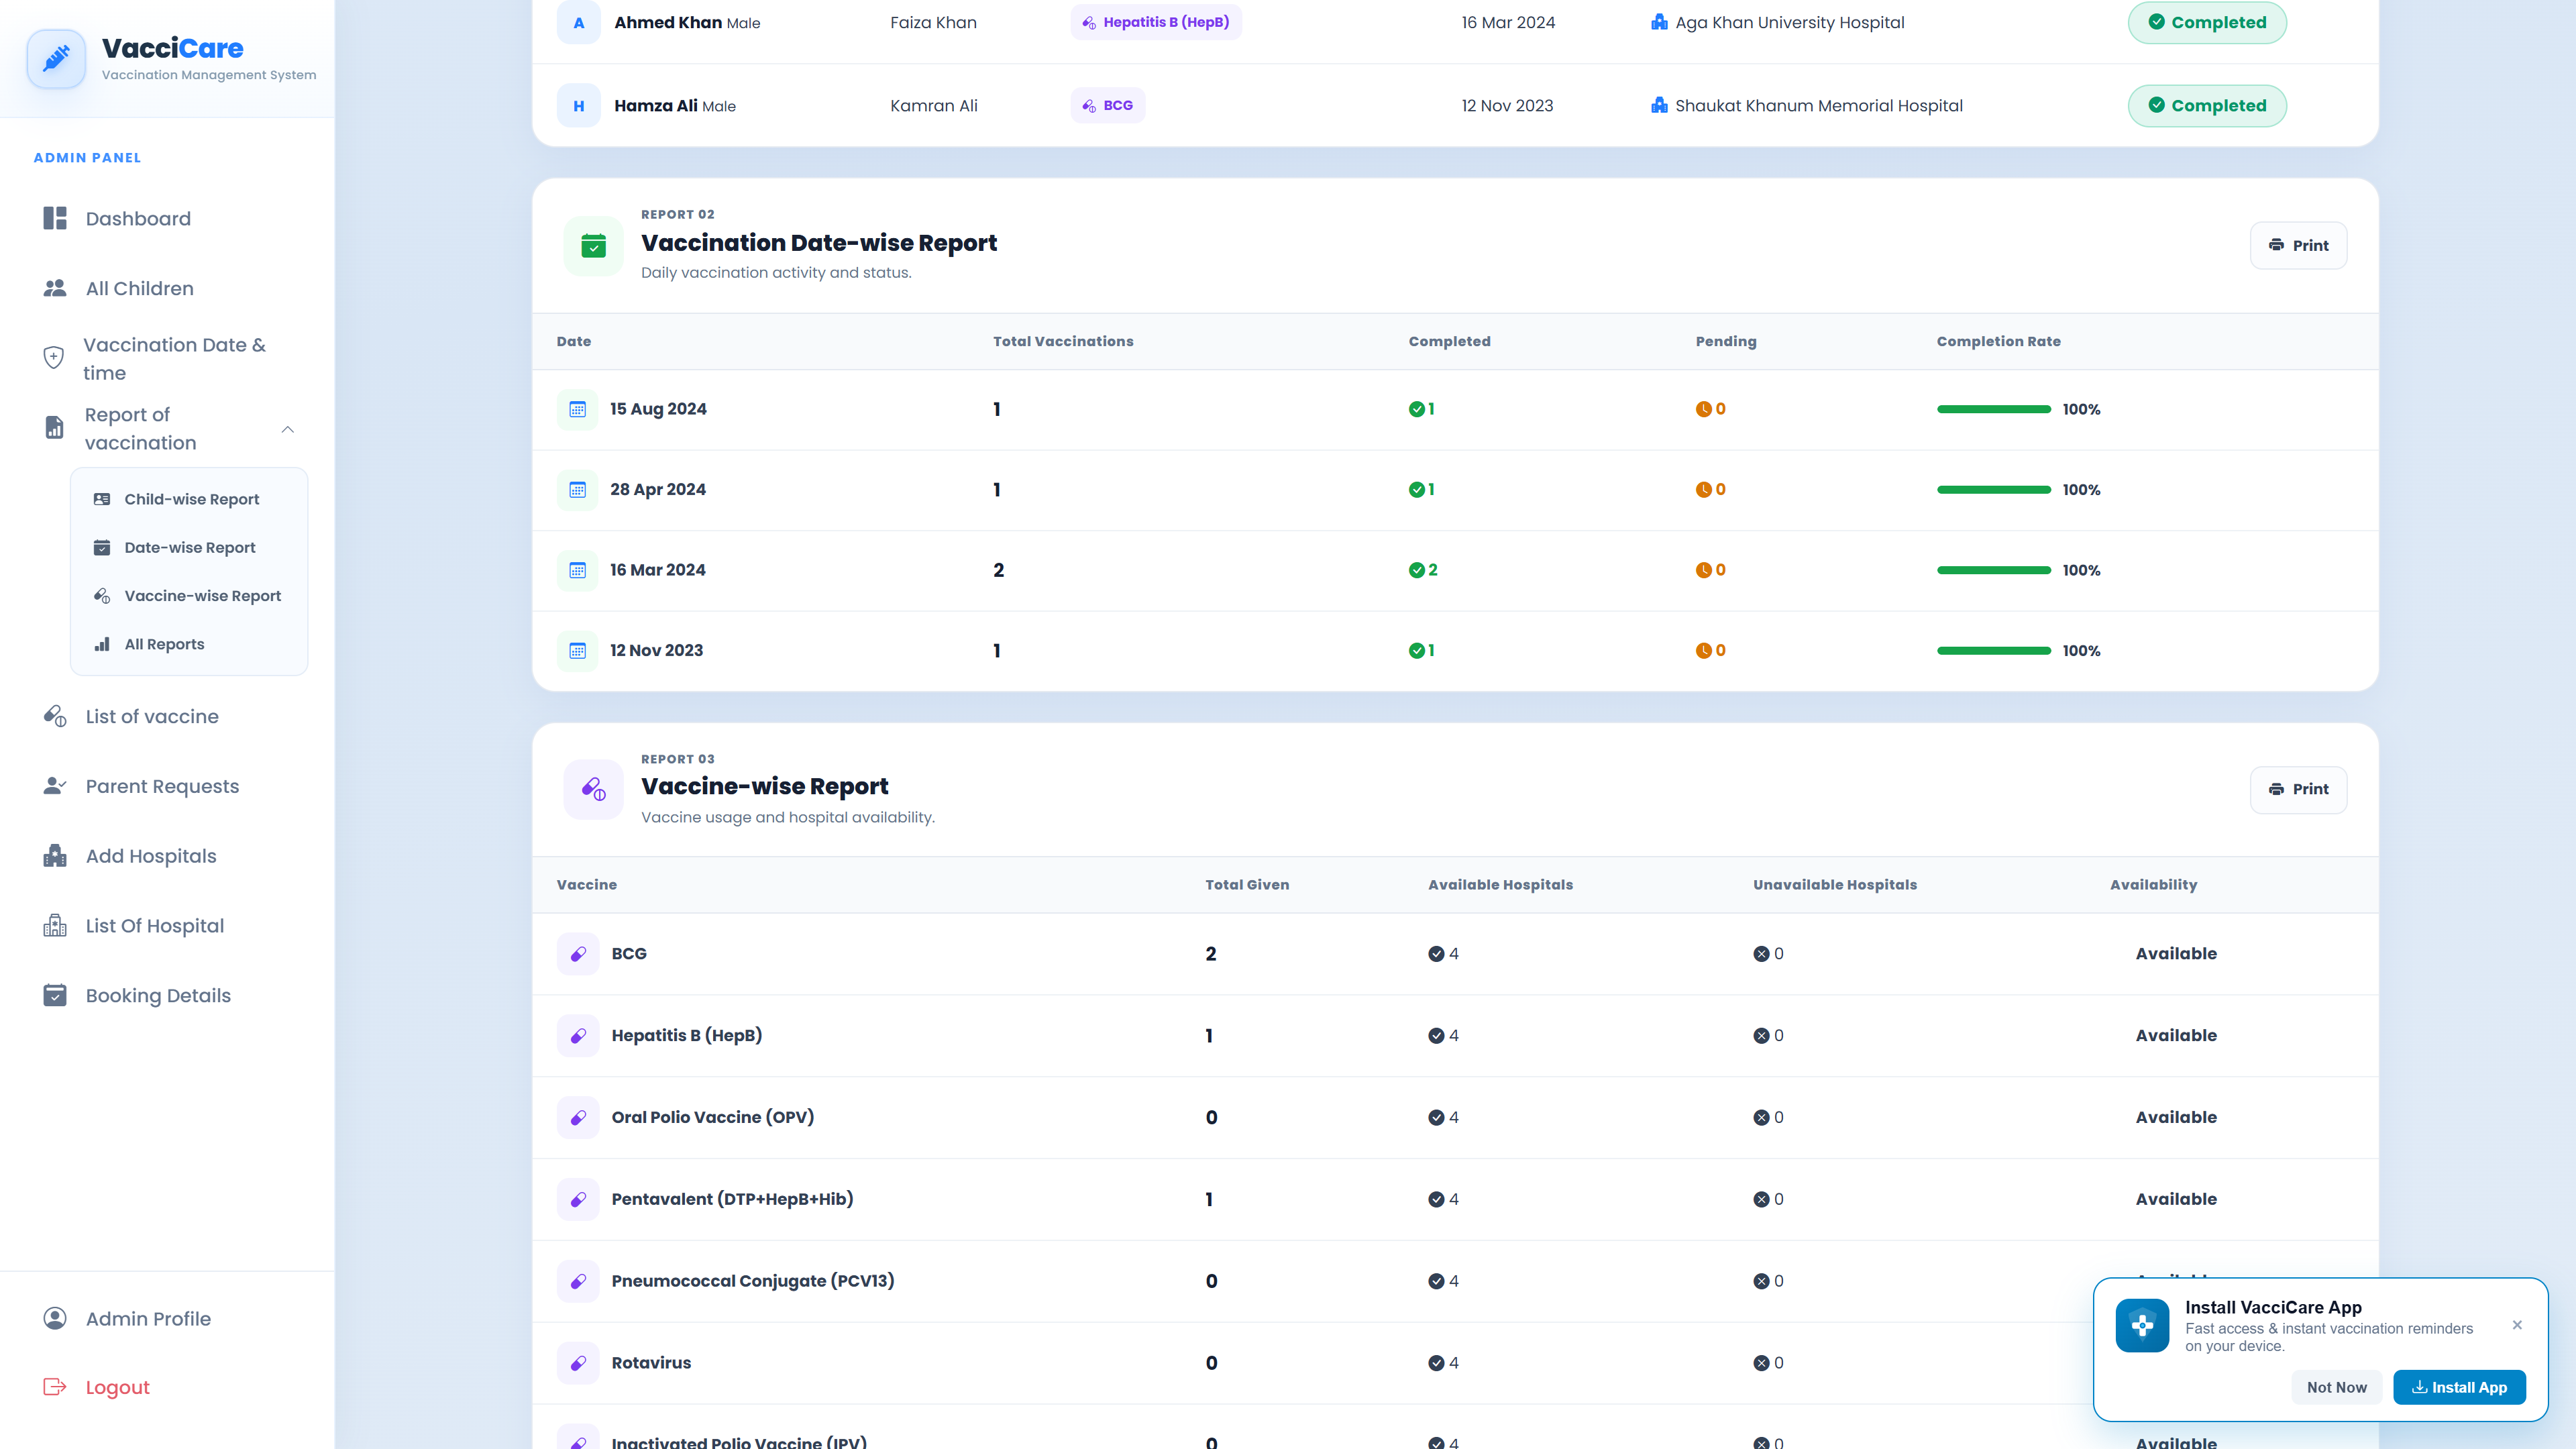 VacciCare
Vaccination Management System
ADMIN PANEL
Dashboard
All Children
Vaccination Date &
time
Report of
vaccination
Child-wise Report
Date-wise Report
Vaccine-wise Report
All Reports
List of vaccine
Parent Requests
Add Hospitals
List Of Hospital
Booking Details
Admin Profile
Logout
A Ahmed Khan Male Faiza Khan Hepatitis B (HepB) 16 Mar 2024 Aga Khan University Hospital Completed
H Hamza Ali Male Kamran Ali BCG 12 Nov 2023 Shaukat Khanum Memorial Hospital Completed
REPORT 02
Vaccination Date-wise Report
Daily vaccination activity and status.
Print
Date Total Vaccinations Completed Pending Completion Rate
15 Aug 2024 1 1 0 100%
28 Apr 2024 1 1 0 100%
16 Mar 2024 2 2 0 100%
12 Nov 2023 1 1 0 100%
REPORT 03
Vaccine-wise Report
Vaccine usage and hospital availability.
Print
Vaccine Total Given Available Hospitals Unavailable Hospitals Availability
BCG 2 4 0 Available
Hepatitis B (HepB) 1 4 0 Available
Oral Polio Vaccine (OPV) 0 4 0 Available
Pentavalent (DTP+HepB+Hib) 1 4 0 Available
Pneumococcal Conjugate (PCV13) 0 4 0
Rotavirus 0 4 0
Inactivated Polio Vaccine (IPV) 0 4 0 Available
Install VacciCare App
Fast access & instant vaccination reminders
on your device.
Not Now
Install App